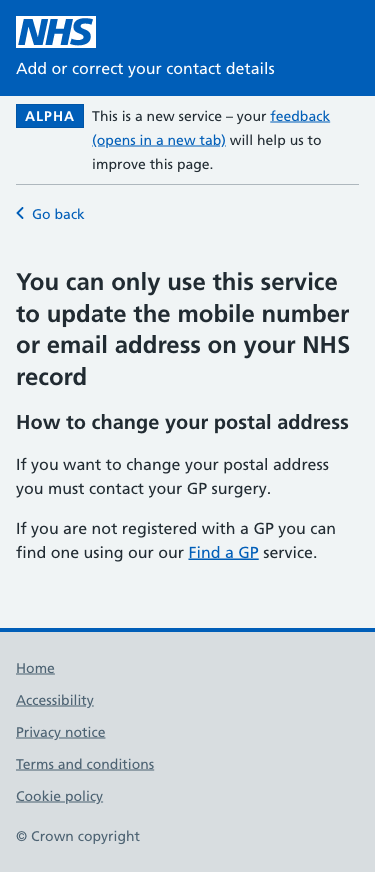 NHS
Add or correct your contact details
ALPHA
This is a new service – your feedback
(opens in a new tab) will help us to
improve this page.
Go back
You can only use this service
to update the mobile number
or email address on your NHS
record
How to change your postal address
If you want to change your postal address
you must contact your GP surgery.
If you are not registered with a GP you can
find one using our our Find a GP service.
Home
Accessibility
Privacy notice
Terms and conditions
Cookie policy
© Crown copyright